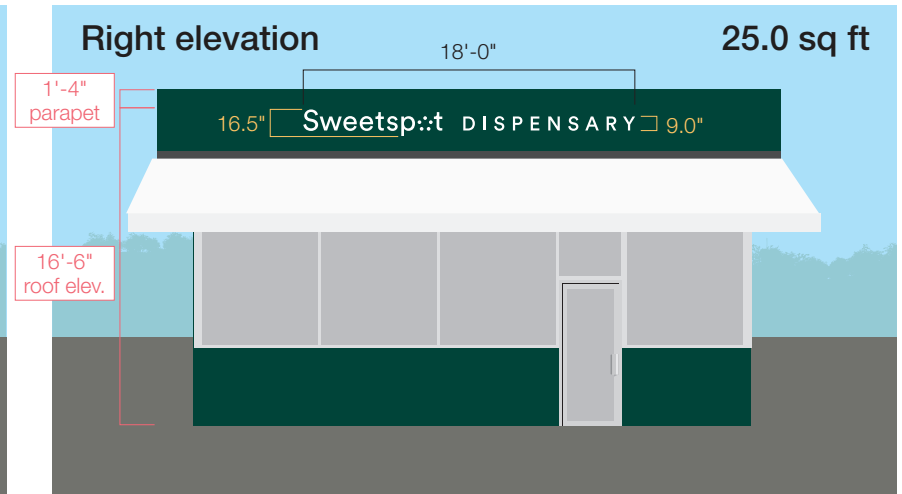 Right elevation
25.0 sq ft
18'-0"
1'-4"
parapet
16.5"
Sweetspot DISPENSARY
9.0"
16'-6"
roof elev.